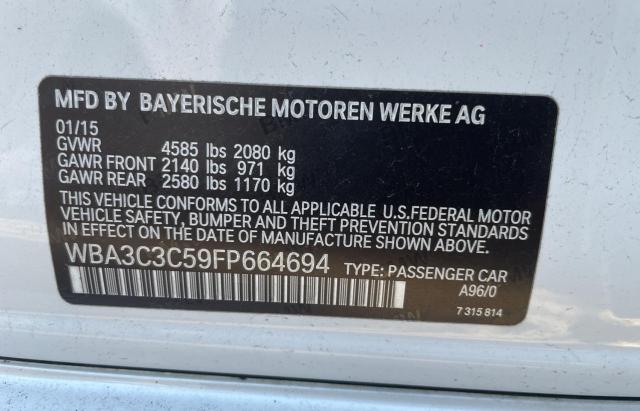 MFD BY BAYERISCHE MOTOREN WERKE AG
01/15
GVWR 4585 lbs 2080 kg
GAWR FRONT 2140 lbs 971 kg
GAWR REAR 2580 lbs 1170 kg
THIS VEHICLE CONFORMS TO ALL APPLICABLE U.S.FEDERAL MOTOR
VEHICLE SAFETY, BUMPER AND THEFT PREVENTION STANDARDS
IN EFFECT ON THE DATE OF MANUFACTURE SHOWN ABOVE.
WBA3C3C59FP664694 TYPE: PASSENGER CAR
A96/0
7 315 814